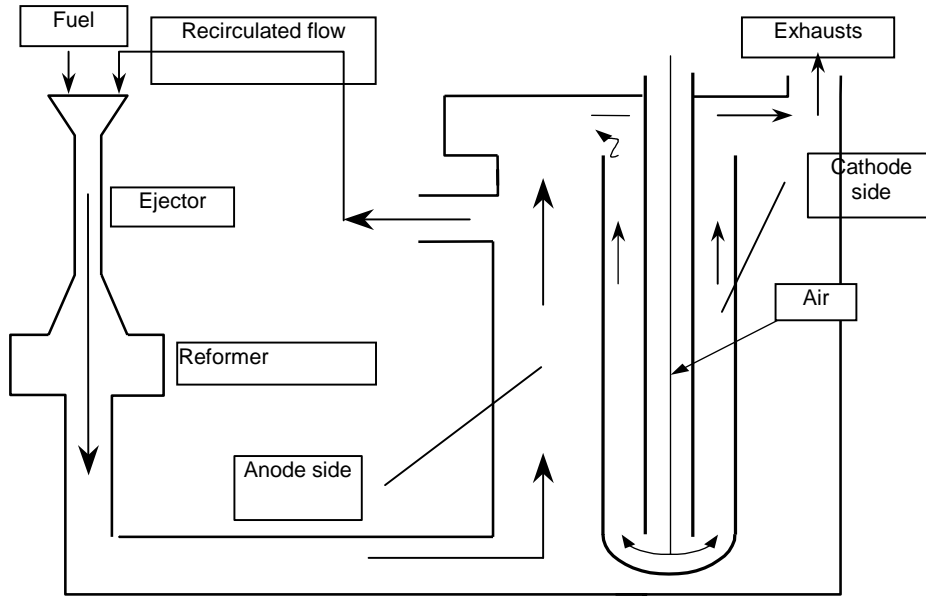 Fuel
Recirculated flow
Exhausts
Cathode
side
Ejector
Air
Reformer
Anode side